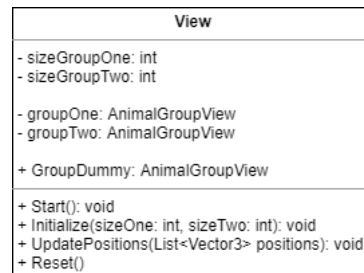 View
- sizeGroupOne: int
- sizeGroupTwo: int
- groupOne: AnimalGroupView
- groupTwo: AnimalGroupView
+ GroupDummy: AnimalGroupView
+ Start(): void
+ Initialize(sizeOne: int, sizeTwo: int): void
+ UpdatePositions(List<Vector3> positions): void
+ Reset()